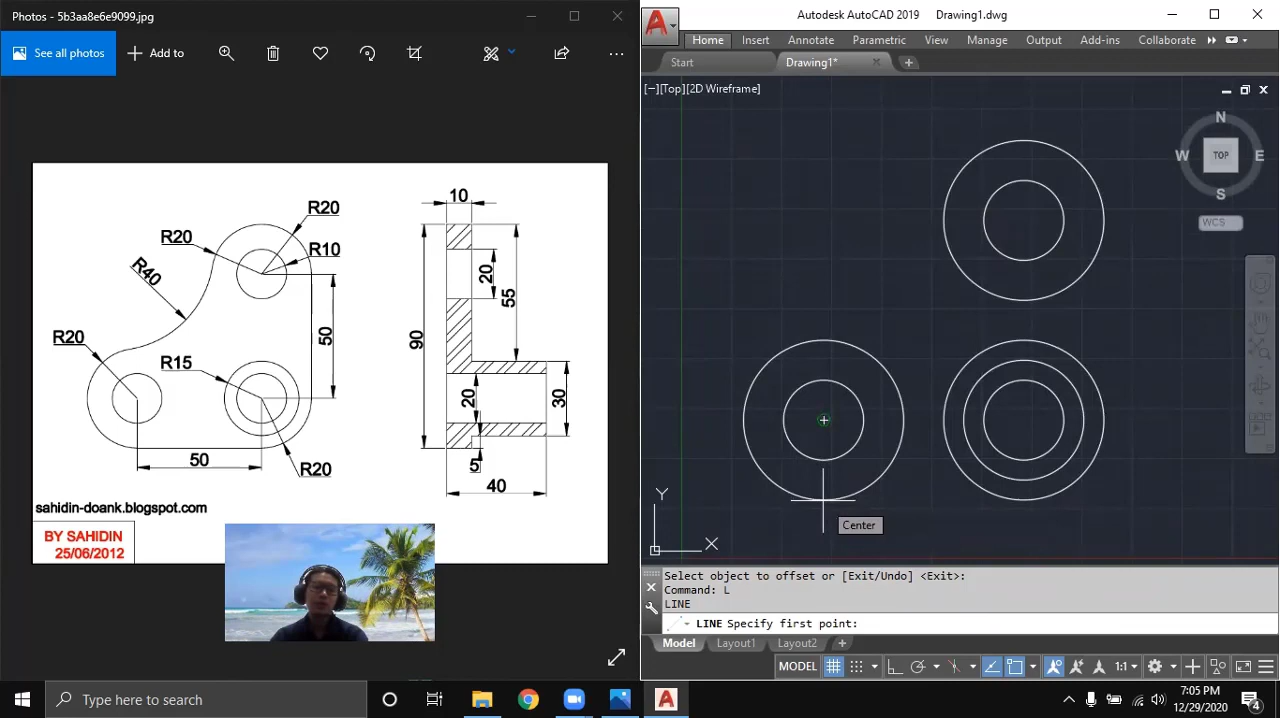 Photos - 5b3aa8e6e9099.jpg
See all photos
Add to
R20
R20
R10
R40
R20
R15
50
50
R20
10
20
55
90
20
30
5
40
sahidin-doank.blogspot.com
BY SAHIDIN
25/06/2012
Autodesk AutoCAD 2019 Drawing1.dwg
A
Home Insert Annotate Parametric View Manage Output Add-ins Collaborate
Start Drawing1*
[−][Top][2D Wireframe]
N
W TOP E
S
WCS
Y
X
Center
Select object to offset or [Exit/Undo] <Exit>:
Command: L
LINE
LINE Specify first point:
Model Layout1 Layout2
MODEL 1:1
Type here to search
A
7:05 PM
12/29/2020
4